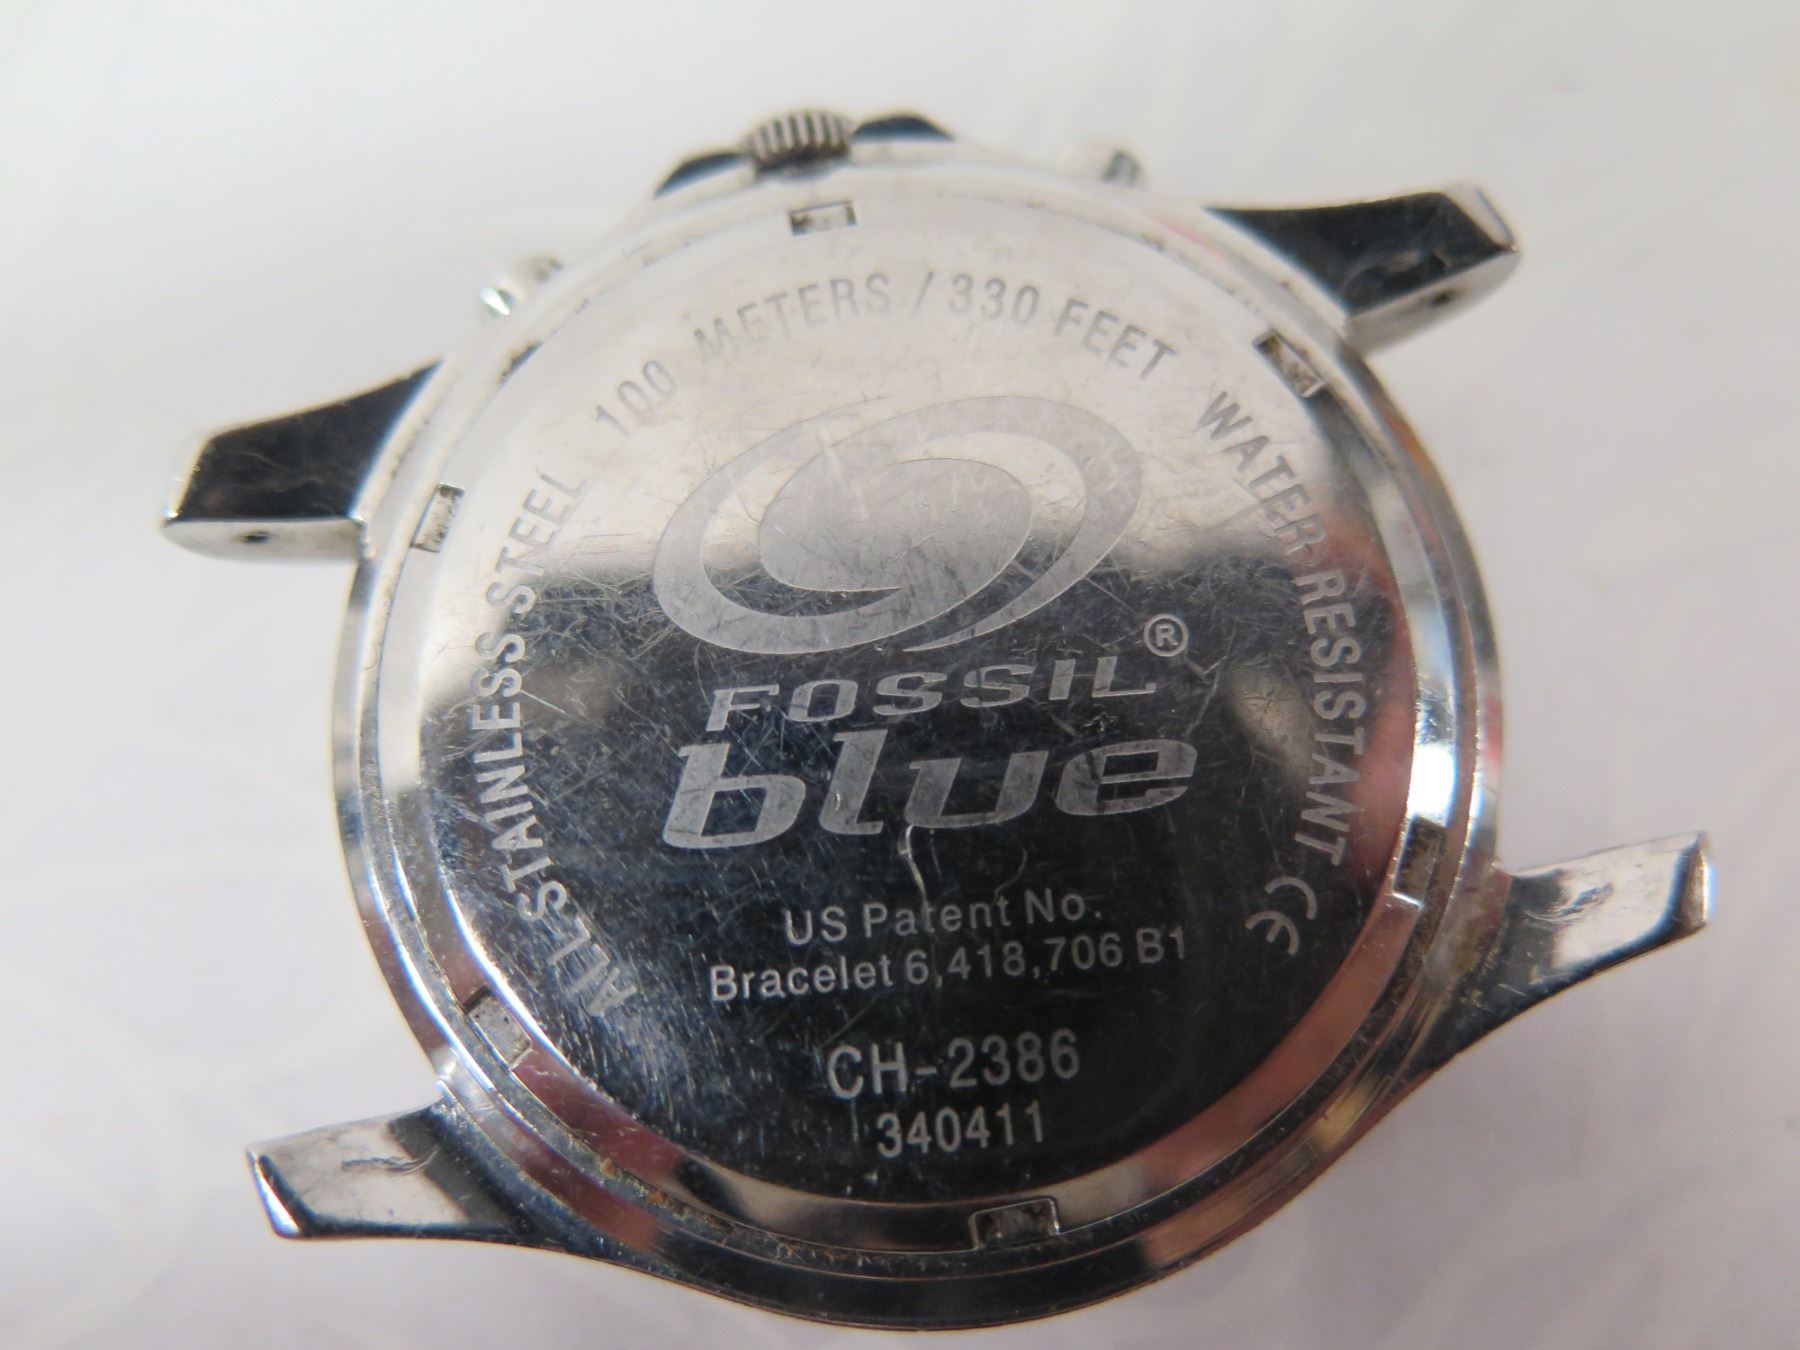 ALL STAINLESS STEEL 100 METERS / 330 FEET WATER RESISTANT CE
FOSSIL ®
blue
US Patent No.
Bracelet 6,418,706 B1
CH-2386
340411